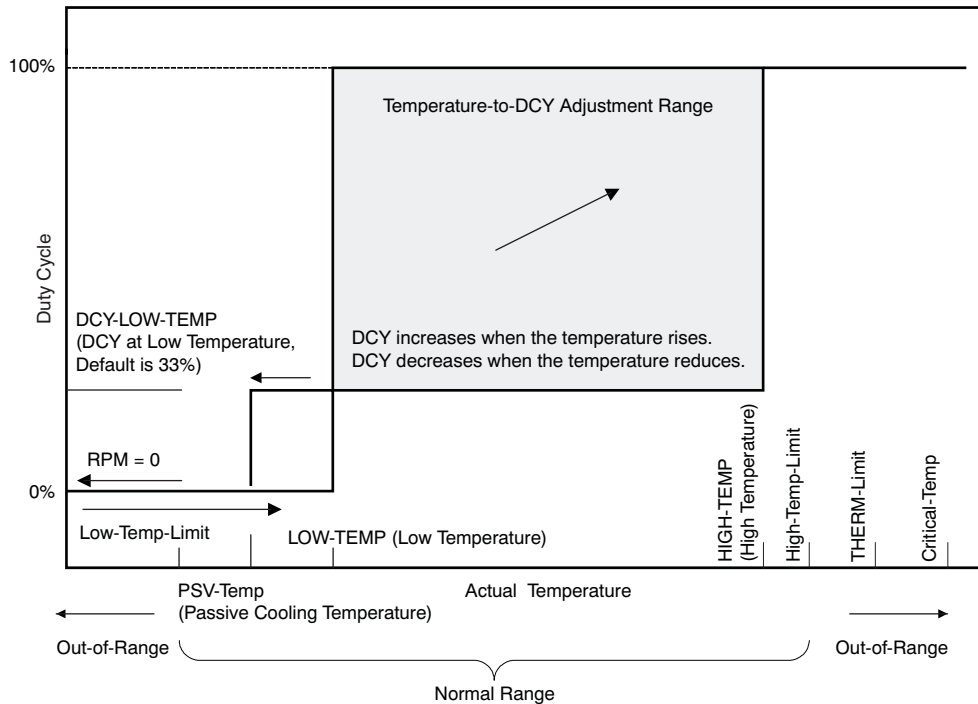 100%
Temperature-to-DCY Adjustment Range
Duty Cycle
DCY-LOW-TEMP
(DCY at Low Temperature,
Default is 33%)
DCY increases when the temperature rises.
DCY decreases when the temperature reduces.
RPM = 0
0%
Low-Temp-Limit
LOW-TEMP (Low Temperature)
HIGH-TEMP
(High Temperature)
High-Temp-Limit
THERM-Limit
Critical-Temp
PSV-Temp
(Passive Cooling Temperature)
Actual Temperature
Out-of-Range
Out-of-Range
Normal Range